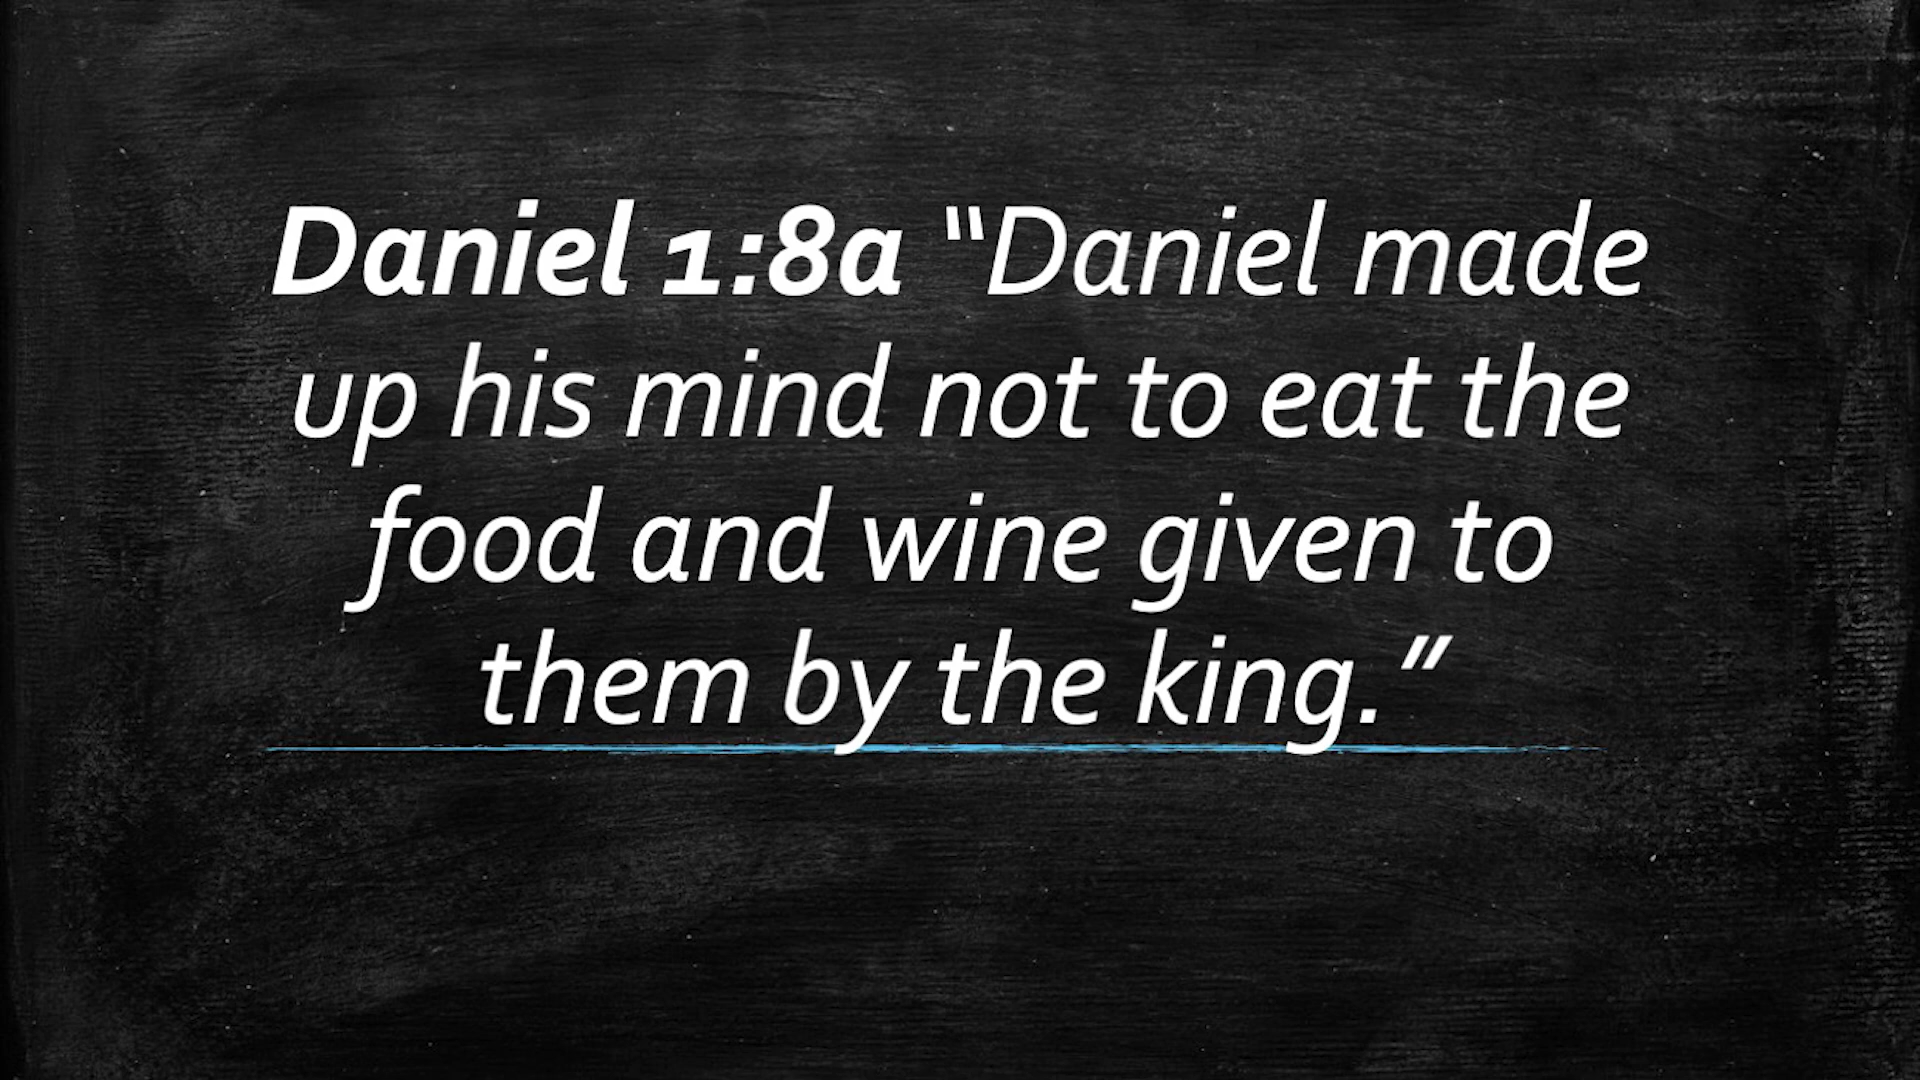 Daniel 1:8a “Daniel made
up his mind not to eat the
food and wine given to
them by the king.”